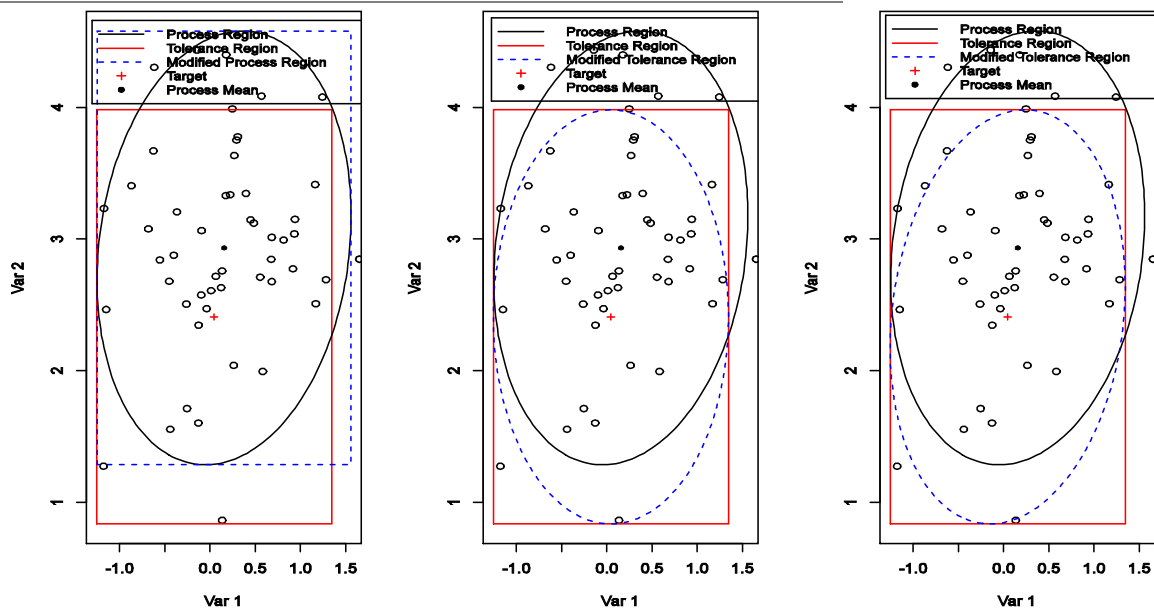 Process Region
Tolerance Region
Modified Process Region
Target
Process Mean
4
3
2
1
Var 2
-1.0
0.0
0.5
1.0
1.5
Var 1
Process Region
Tolerance Region
Modified Tolerance Region
Target
Process Mean
4
3
2
1
Var 2
-1.0
0.0
0.5
1.0
1.5
Var 1
Process Region
Tolerance Region
Modified Tolerance Region
Target
Process Mean
4
3
2
1
Var 2
-1.0
0.0
0.5
1.0
1.5
Var 1